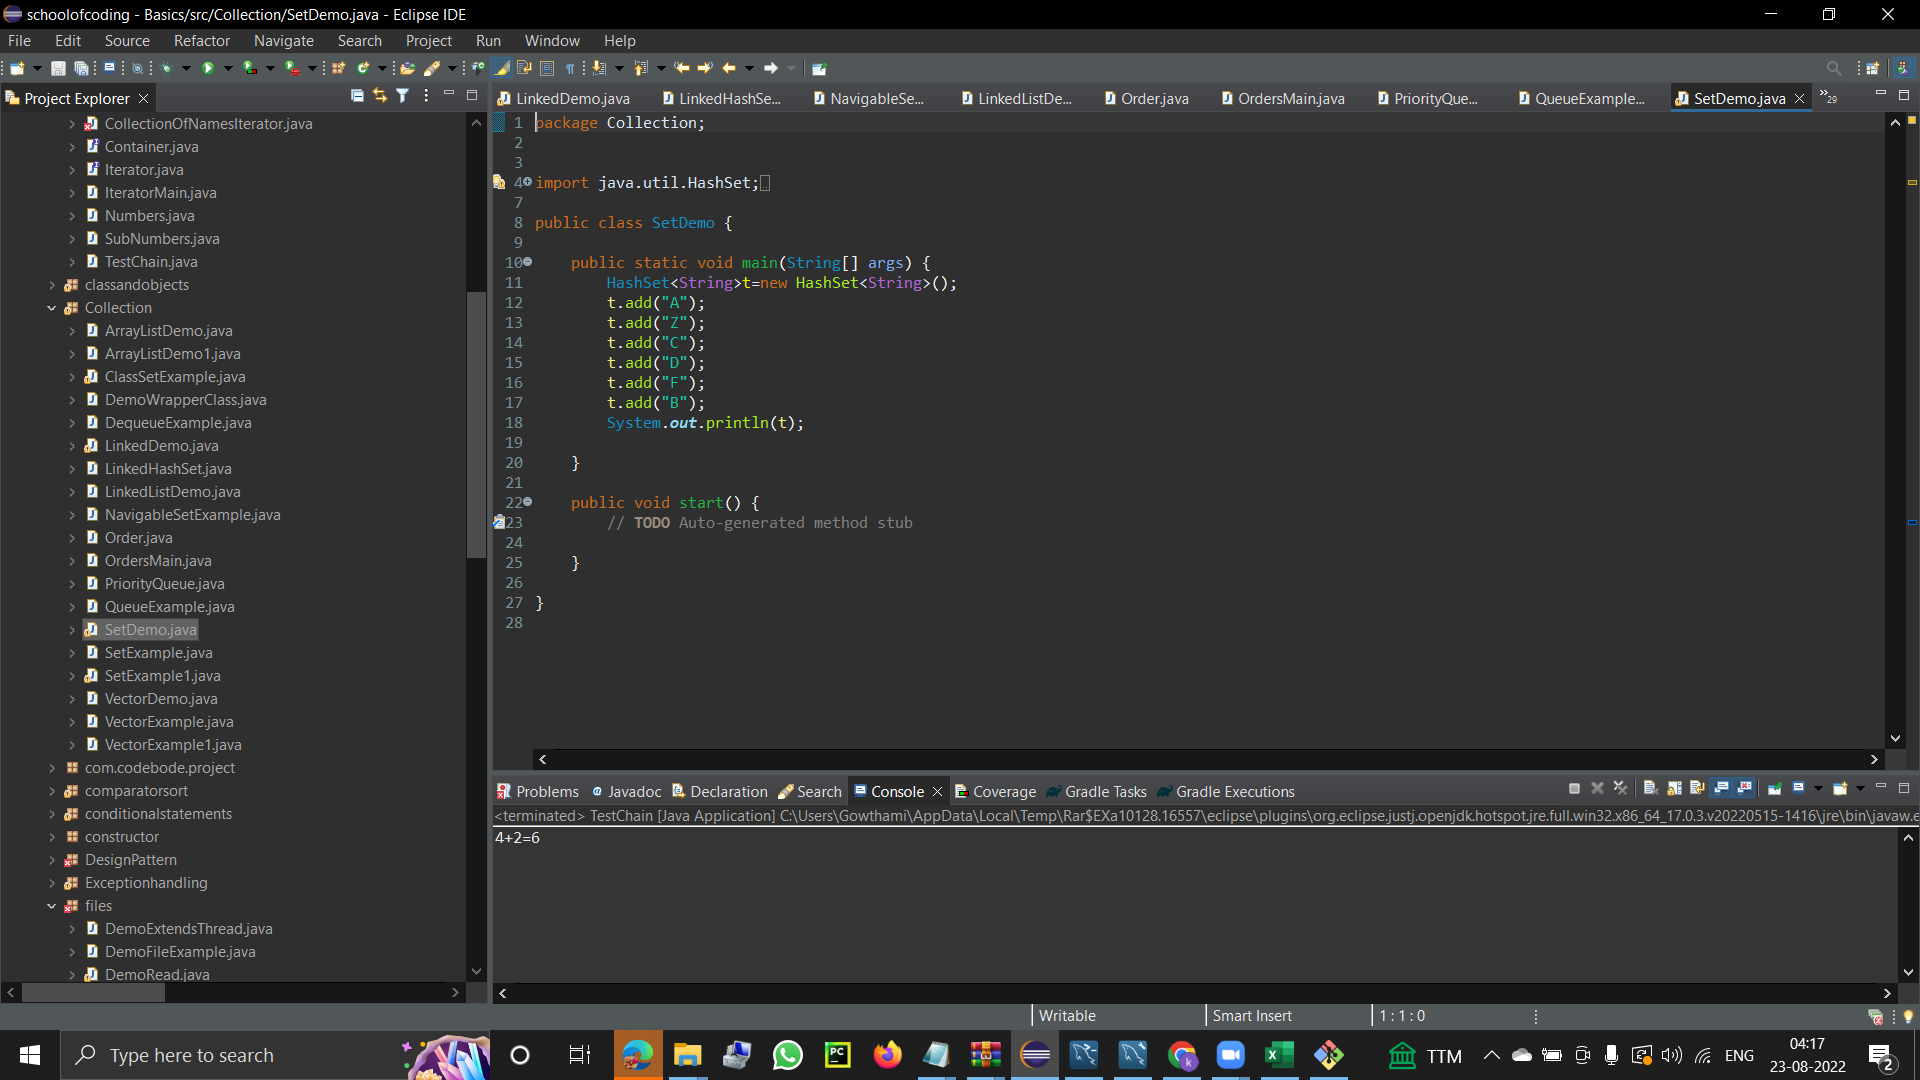 schoolofcoding - Basics/src/Collection/SetDemo.java - Eclipse IDE
File Edit Source Refactor Navigate Search Project Run Window Help
Project Explorer
CollectionOfNamesIterator.java
Container.java
Iterator.java
IteratorMain.java
Numbers.java
SubNumbers.java
TestChain.java
classandobjects
Collection
ArrayListDemo.java
ArrayListDemo1.java
ClassSetExample.java
DemoWrapperClass.java
DequeueExample.java
LinkedDemo.java
LinkedHashSet.java
LinkedListDemo.java
NavigableSetExample.java
Order.java
OrdersMain.java
PriorityQueue.java
QueueExample.java
SetDemo.java
SetExample.java
SetExample1.java
VectorDemo.java
VectorExample.java
VectorExample1.java
com.codebode.project
comparatorsort
conditionalstatements
constructor
DesignPattern
Exceptionhandling
files
DemoExtendsThread.java
DemoFileExample.java
DemoRead.java
LinkedDemo.java LinkedHashSe... NavigableSe... LinkedListDe... Order.java OrdersMain.java PriorityQue... QueueExample... SetDemo.java »29
1 package Collection;
2
3
4 import java.util.HashSet;
7
8 public class SetDemo {
9
10 public static void main(String[] args) {
11 HashSet<String>t=new HashSet<String>();
12 t.add("A");
13 t.add("Z");
14 t.add("C");
15 t.add("D");
16 t.add("F");
17 t.add("B");
18 System.out.println(t);
19
20 }
21
22 public void start() {
23 // TODO Auto-generated method stub
24
25 }
26
27 }
28
Problems Javadoc Declaration Search Console Coverage Gradle Tasks Gradle Executions
<terminated> TestChain [Java Application] C:\Users\Gowthami\AppData\Local\Temp\Rar$EXa10128.16557\eclipse\plugins\org.eclipse.justj.openjdk.hotspot.jre.full.win32.x86_64_17.0.3.v20220515-1416\jre\bin\javaw.e
4+2=6
Writable Smart Insert 1 : 1 : 0
Type here to search
PC
TTM
ENG
04:17
23-08-2022
2